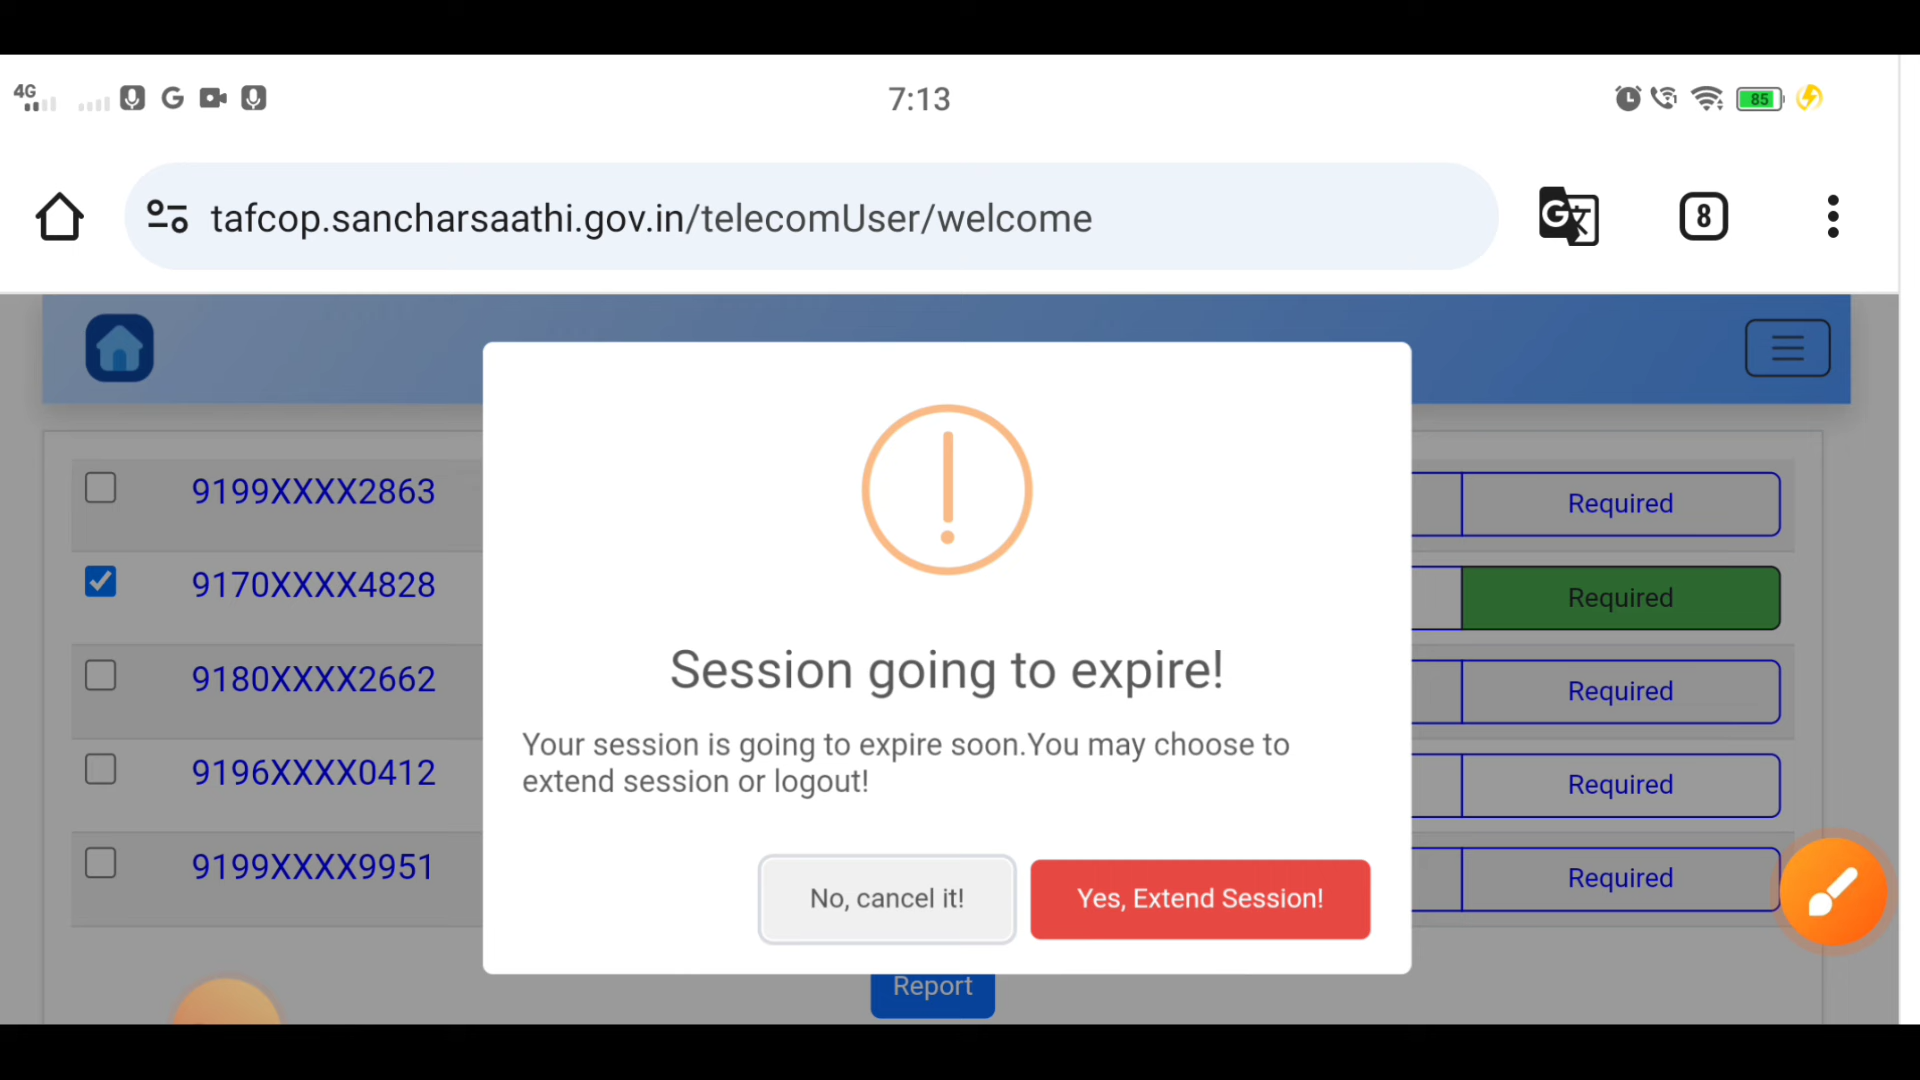 4G
7:13
85
tafcop.sancharsaathi.gov.in/telecomUser/welcome
8
9199XXXX2863
Required
9170XXXX4828
Required
9180XXXX2662
Required
9196XXXX0412
Required
9199XXXX9951
Required
Session going to expire!
Your session is going to expire soon.You may choose to
extend session or logout!
No, cancel it!
Yes, Extend Session!
Report